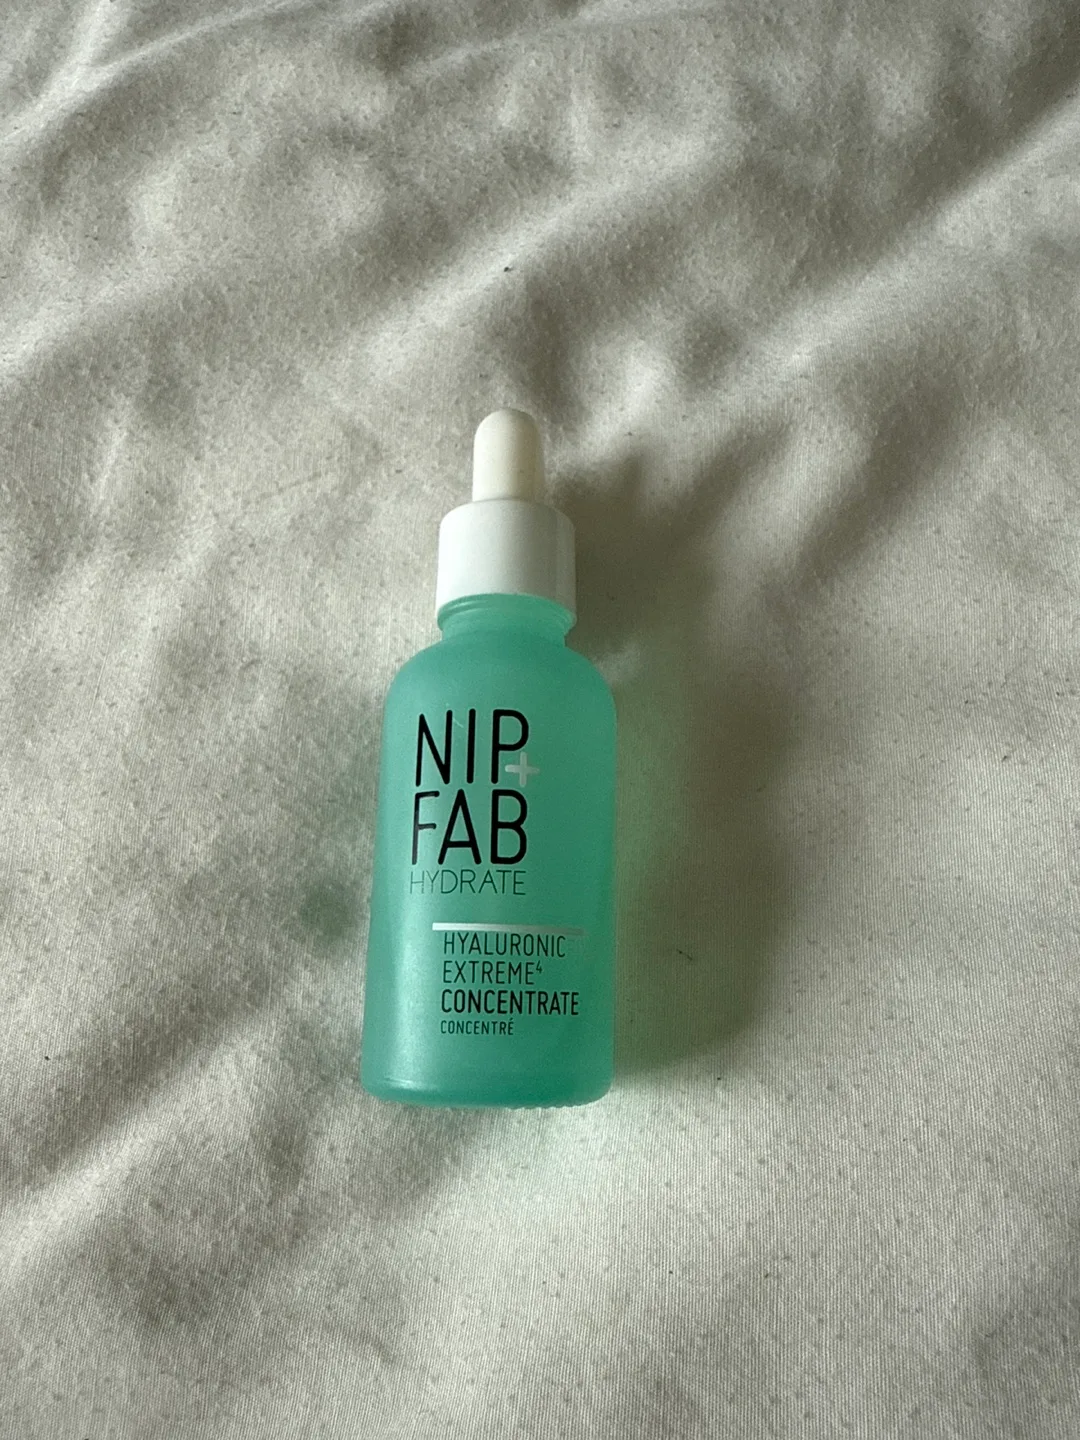 NIP+
FAB
HYDRATE
HYALURONIC
EXTREME⁴
CONCENTRATE
CONCENTRÉ